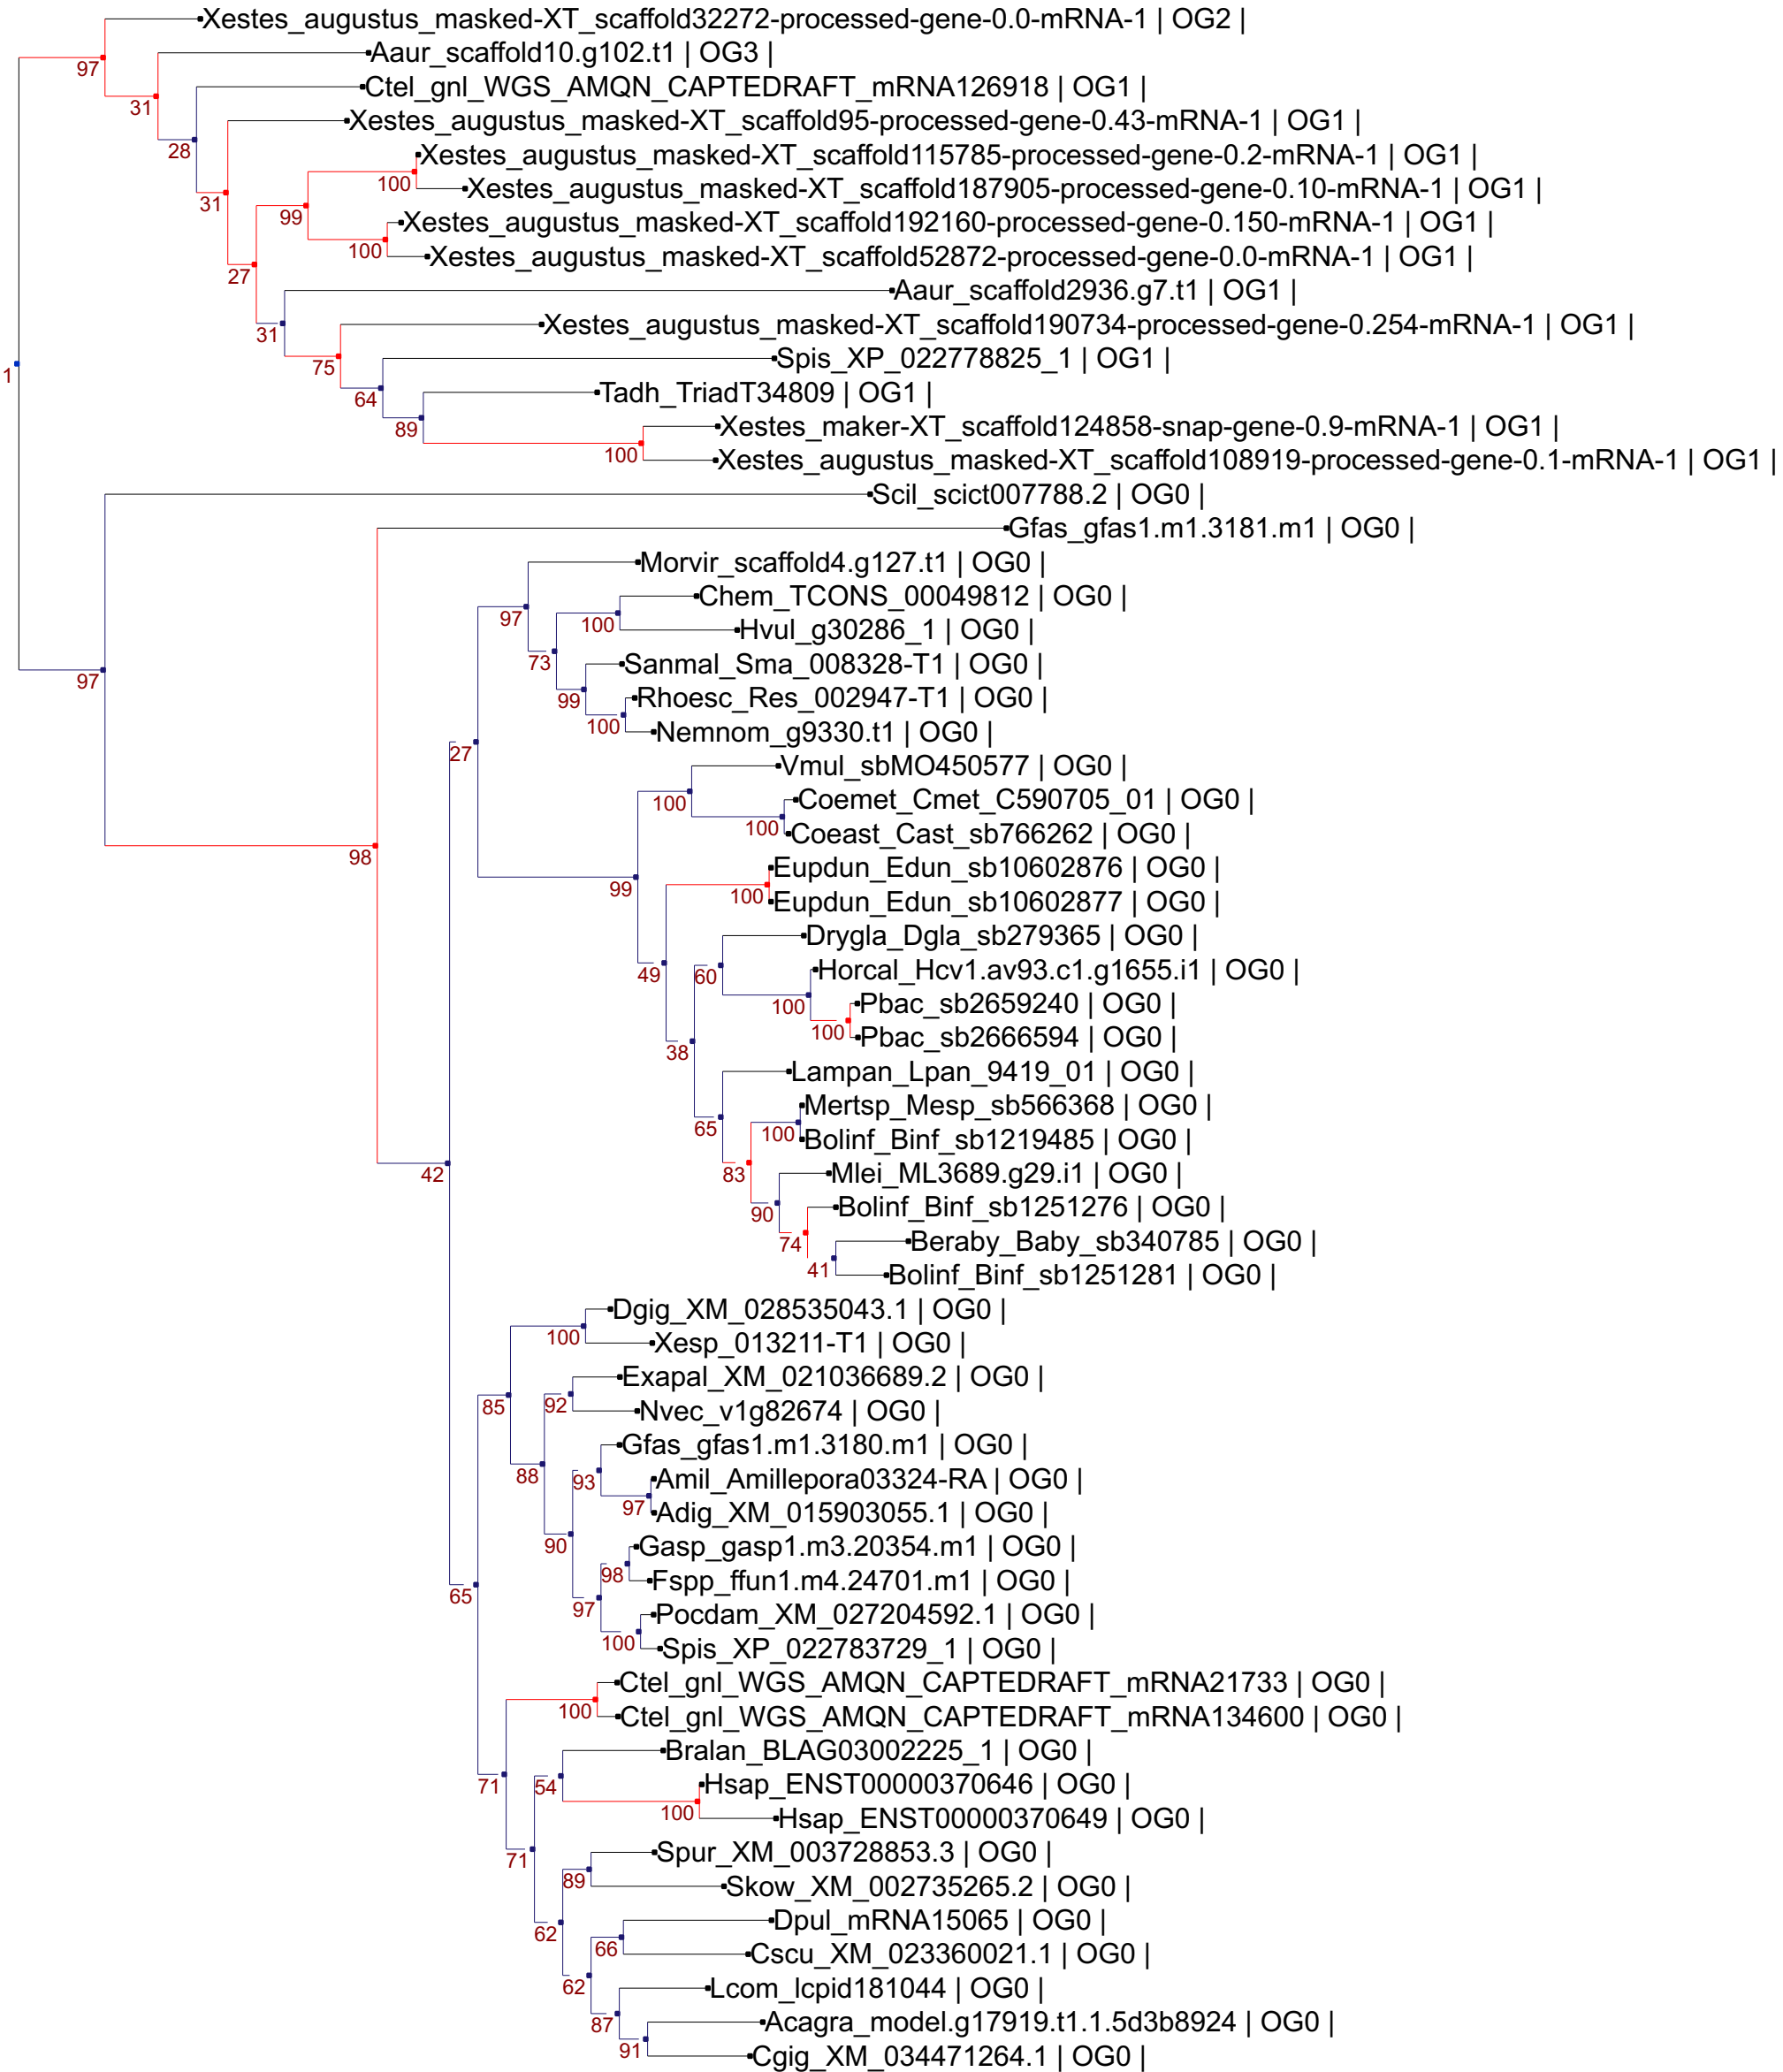 Xestes_augustus_masked-XT_scaffold32272-processed-gene-0.0-mRNA-1 | OG2 |
Aaur_scaffold10.g102.t1 | OG3 |
97
Ctel_gnl_WGS_AMQN_CAPTEDRAFT_mRNA126918 | OG1 |
31
Xestes_augustus_masked-XT_scaffold95-processed-gene-0.43-mRNA-1 | OG1 |
28
Xestes_augustus_masked-XT_scaffold115785-processed-gene-0.2-mRNA-1 | OG1 |
100
Xestes_augustus_masked-XT_scaffold187905-processed-gene-0.10-mRNA-1 | OG1 |
31
99
Xestes_augustus_masked-XT_scaffold192160-processed-gene-0.150-mRNA-1 | OG1 |
100
Xestes_augustus_masked-XT_scaffold52872-processed-gene-0.0-mRNA-1 | OG1 |
27
Aaur_scaffold2936.g7.t1 | OG1 |
31
Xestes_augustus_masked-XT_scaffold190734-processed-gene-0.254-mRNA-1 | OG1 |
75
Spis_XP_022778825_1 | OG1 |
1
64
Tadh_TriadT34809 | OG1 |
89
Xestes_maker-XT_scaffold124858-snap-gene-0.9-mRNA-1 | OG1 |
100
Xestes_augustus_masked-XT_scaffold108919-processed-gene-0.1-mRNA-1 | OG1 |
Scil_scict007788.2 | OG0 |
Gfas_gfas1.m1.3181.m1 | OG0 |
Morvir_scaffold4.g127.t1 | OG0 |
Chem_TCONS_00049812 | OG0 |
97
100
Hvul_g30286_1 | OG0 |
73
Sanmal_Sma_008328-T1 | OG0 |
97
99
Rhoesc_Res_002947-T1 | OG0 |
100
Nemnom_g9330.t1 | OG0 |
27
Vmul_sbMO450577 | OG0 |
100
Coemet_Cmet_C590705_01 | OG0 |
100
Coeast_Cast_sb766262 | OG0 |
98
Eupdun_Edun_sb10602876 | OG0 |
99
100
Eupdun_Edun_sb10602877 | OG0 |
Drygla_Dgla_sb279365 | OG0 |
49
60
Horcal_Hcv1.av93.c1.g1655.i1 | OG0 |
100
Pbac_sb2659240 | OG0 |
100
Pbac_sb2666594 | OG0 |
38
Lampan_Lpan_9419_01 | OG0 |
Mertsp_Mesp_sb566368 | OG0 |
65
100
Bolinf_Binf_sb1219485 | OG0 |
42
83
Mlei_ML3689.g29.i1 | OG0 |
90
Bolinf_Binf_sb1251276 | OG0 |
74
Beraby_Baby_sb340785 | OG0 |
41
Bolinf_Binf_sb1251281 | OG0 |
Dgig_XM_028535043.1 | OG0 |
100
Xesp_013211-T1 | OG0 |
Exapal_XM_021036689.2 | OG0 |
85
92
Nvec_v1g82674 | OG0 |
Gfas_gfas1.m1.3180.m1 | OG0 |
88
93
Amil_Amillepora03324-RA | OG0 |
97
Adig_XM_015903055.1 | OG0 |
90
Gasp_gasp1.m3.20354.m1 | OG0 |
98
Fspp_ffun1.m4.24701.m1 | OG0 |
65
97
Pocdam_XM_027204592.1 | OG0 |
100
Spis_XP_022783729_1 | OG0 |
Ctel_gnl_WGS_AMQN_CAPTEDRAFT_mRNA21733 | OG0 |
100
Ctel_gnl_WGS_AMQN_CAPTEDRAFT_mRNA134600 | OG0 |
Bralan_BLAG03002225_1 | OG0 |
71
54
Hsap_ENST00000370646 | OG0 |
100
Hsap_ENST00000370649 | OG0 |
Spur_XM_003728853.3 | OG0 |
71
89
Skow_XM_002735265.2 | OG0 |
Dpul_mRNA15065 | OG0 |
62
66
Cscu_XM_023360021.1 | OG0 |
62
Lcom_lcpid181044 | OG0 |
87
Acagra_model.g17919.t1.1.5d3b8924 | OG0 |
91
Cgig_XM_034471264.1 | OG0 |